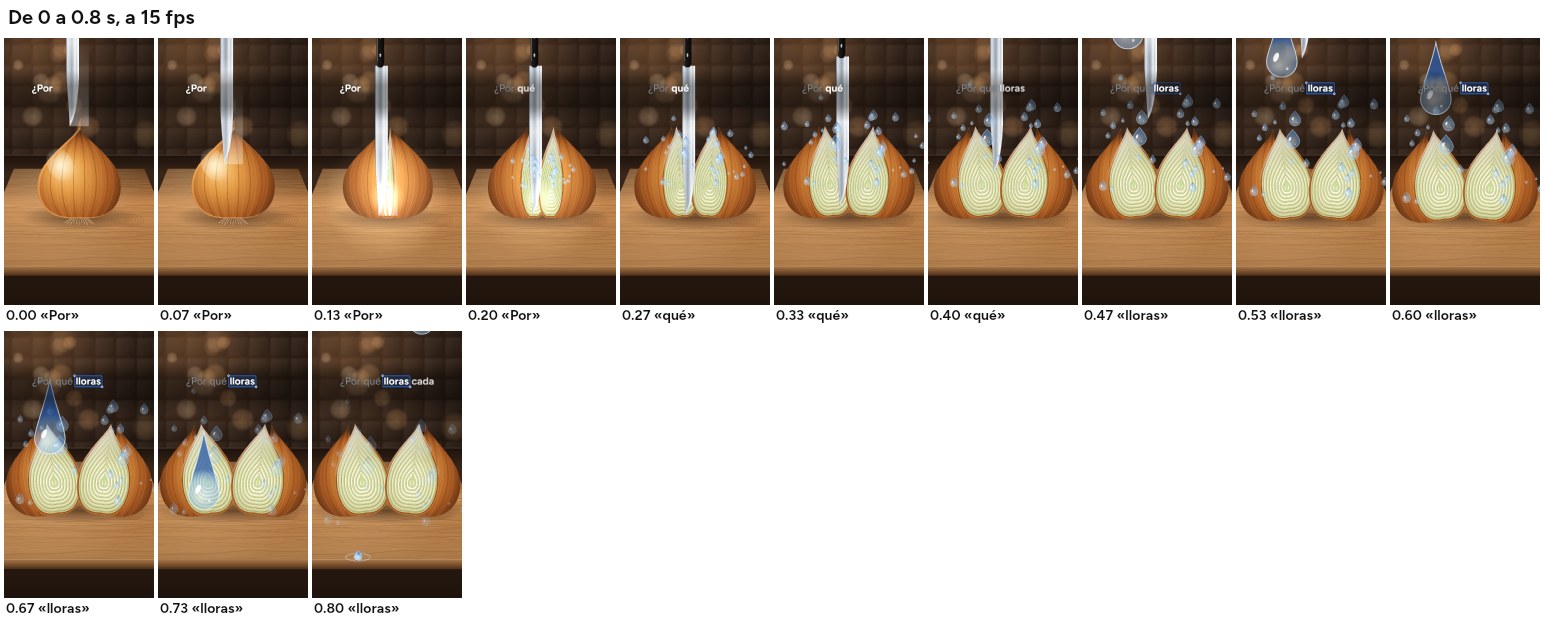 De 0 a 0.8 s, a 15 fps
¿Por
¿Por
¿Por
¿Por qué
¿Por qué
¿Por qué
¿Por qué lloras
¿Por qué lloras
¿Por qué lloras
¿Por qué lloras
0.00 «Por»
0.07 «Por»
0.13 «Por»
0.20 «Por»
0.27 «qué»
0.33 «qué»
0.40 «qué»
0.47 «lloras»
0.53 «lloras»
0.60 «lloras»
¿Por qué lloras
¿Por qué lloras
¿Por qué lloras cada
0.67 «lloras»
0.73 «lloras»
0.80 «lloras»